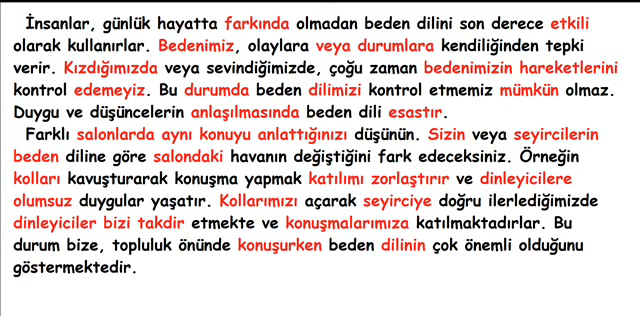 İnsanlar, günlük hayatta farkında olmadan beden dilini son derece etkili
olarak kullanırlar. Bedenimiz, olaylara veya durumlara kendiliğinden tepki
verir. Kızdığımızda veya sevindiğimizde, çoğu zaman bedenimizin hareketlerini
kontrol edemeyiz. Bu durumda beden dilimizi kontrol etmemiz mümkün olmaz.
Duygu ve düşüncelerin anlaşılmasında beden dili esastır.
Farklı salonlarda aynı konuyu anlattığınızı düşünün. Sizin veya seyircilerin
beden diline göre salondaki havanın değiştiğini fark edeceksiniz. Örneğin
kolları kavuşturarak konuşma yapmak katılımı zorlaştırır ve dinleyicilere
olumsuz duygular yaşatır. Kollarımızı açarak seyirciye doğru ilerlediğimizde
dinleyiciler bizi takdir etmekte ve konuşmalarımıza katılmaktadırlar. Bu
durum bize, topluluk önünde konuşurken beden dilinin çok önemli olduğunu
göstermektedir.